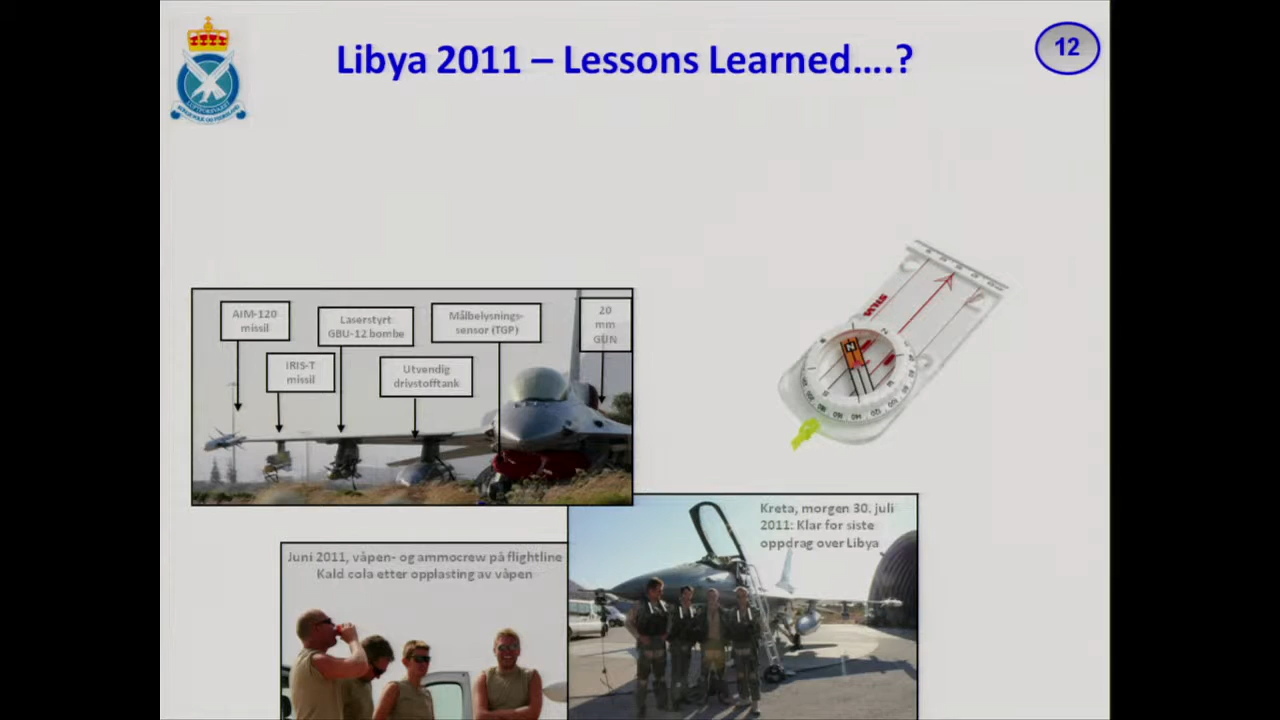 Libya 2011 – Lessons Learned….?
12
LUFTFORSVARET
AIM-120
missil
Laserstyrt
GBU-12 bombe
Målbelysnings-
sensor (TGP)
20
mm
GUN
IRIS-T
missil
Utvendig
drivstofftank
SILVA
N
Kreta, morgen 30. juli
2011: Klar for siste
oppdrag over Libya
Juni 2011, våpen- og ammocrew på flightline
Kald cola etter opplasting av våpen